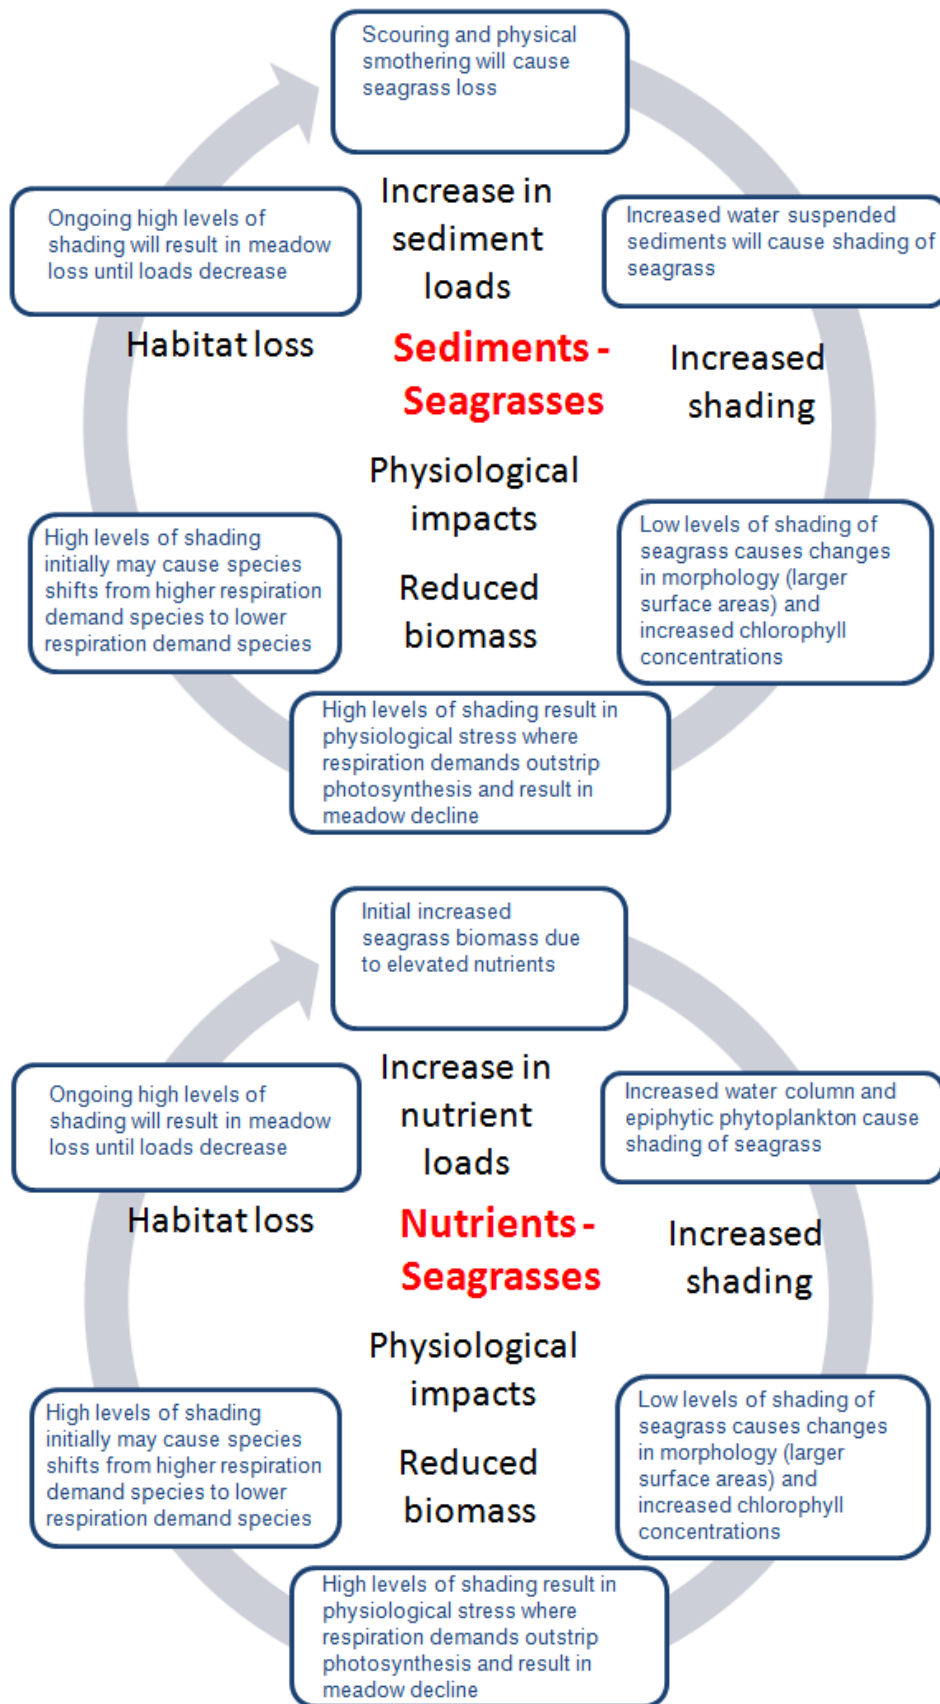 Scouring and physical
smothering will cause
seagrass loss
Increase in
sediment
loads
Increased water suspended
sediments will cause shading of
seagrass
Ongoing high levels of
shading will result in meadow
loss until loads decrease
Habitat loss
Sediments -
Seagrasses
Increased
shading
Physiological
impacts
Reduced
biomass
Low levels of shading of
seagrass causes changes
in morphology (larger
surface areas) and
increased chlorophyll
concentrations
High levels of shading
initially may cause species
shifts from higher respiration
demand species to lower
respiration demand species
High levels of shading result in
physiological stress where
respiration demands outstrip
photosynthesis and result in
meadow decline
Initial increased
seagrass biomass due
to elevated nutrients
Increase in
nutrient
loads
Increased water column and
epiphytic phytoplankton cause
shading of seagrass
Ongoing high levels of
shading will result in meadow
loss until loads decrease
Habitat loss
Nutrients -
Seagrasses
Increased
shading
Physiological
impacts
Reduced
biomass
Low levels of shading of
seagrass causes changes
in morphology (larger
surface areas) and
increased chlorophyll
concentrations
High levels of shading
initially may cause species
shifts from higher respiration
demand species to lower
respiration demand species
High levels of shading result in
physiological stress where
respiration demands outstrip
photosynthesis and result in
meadow decline